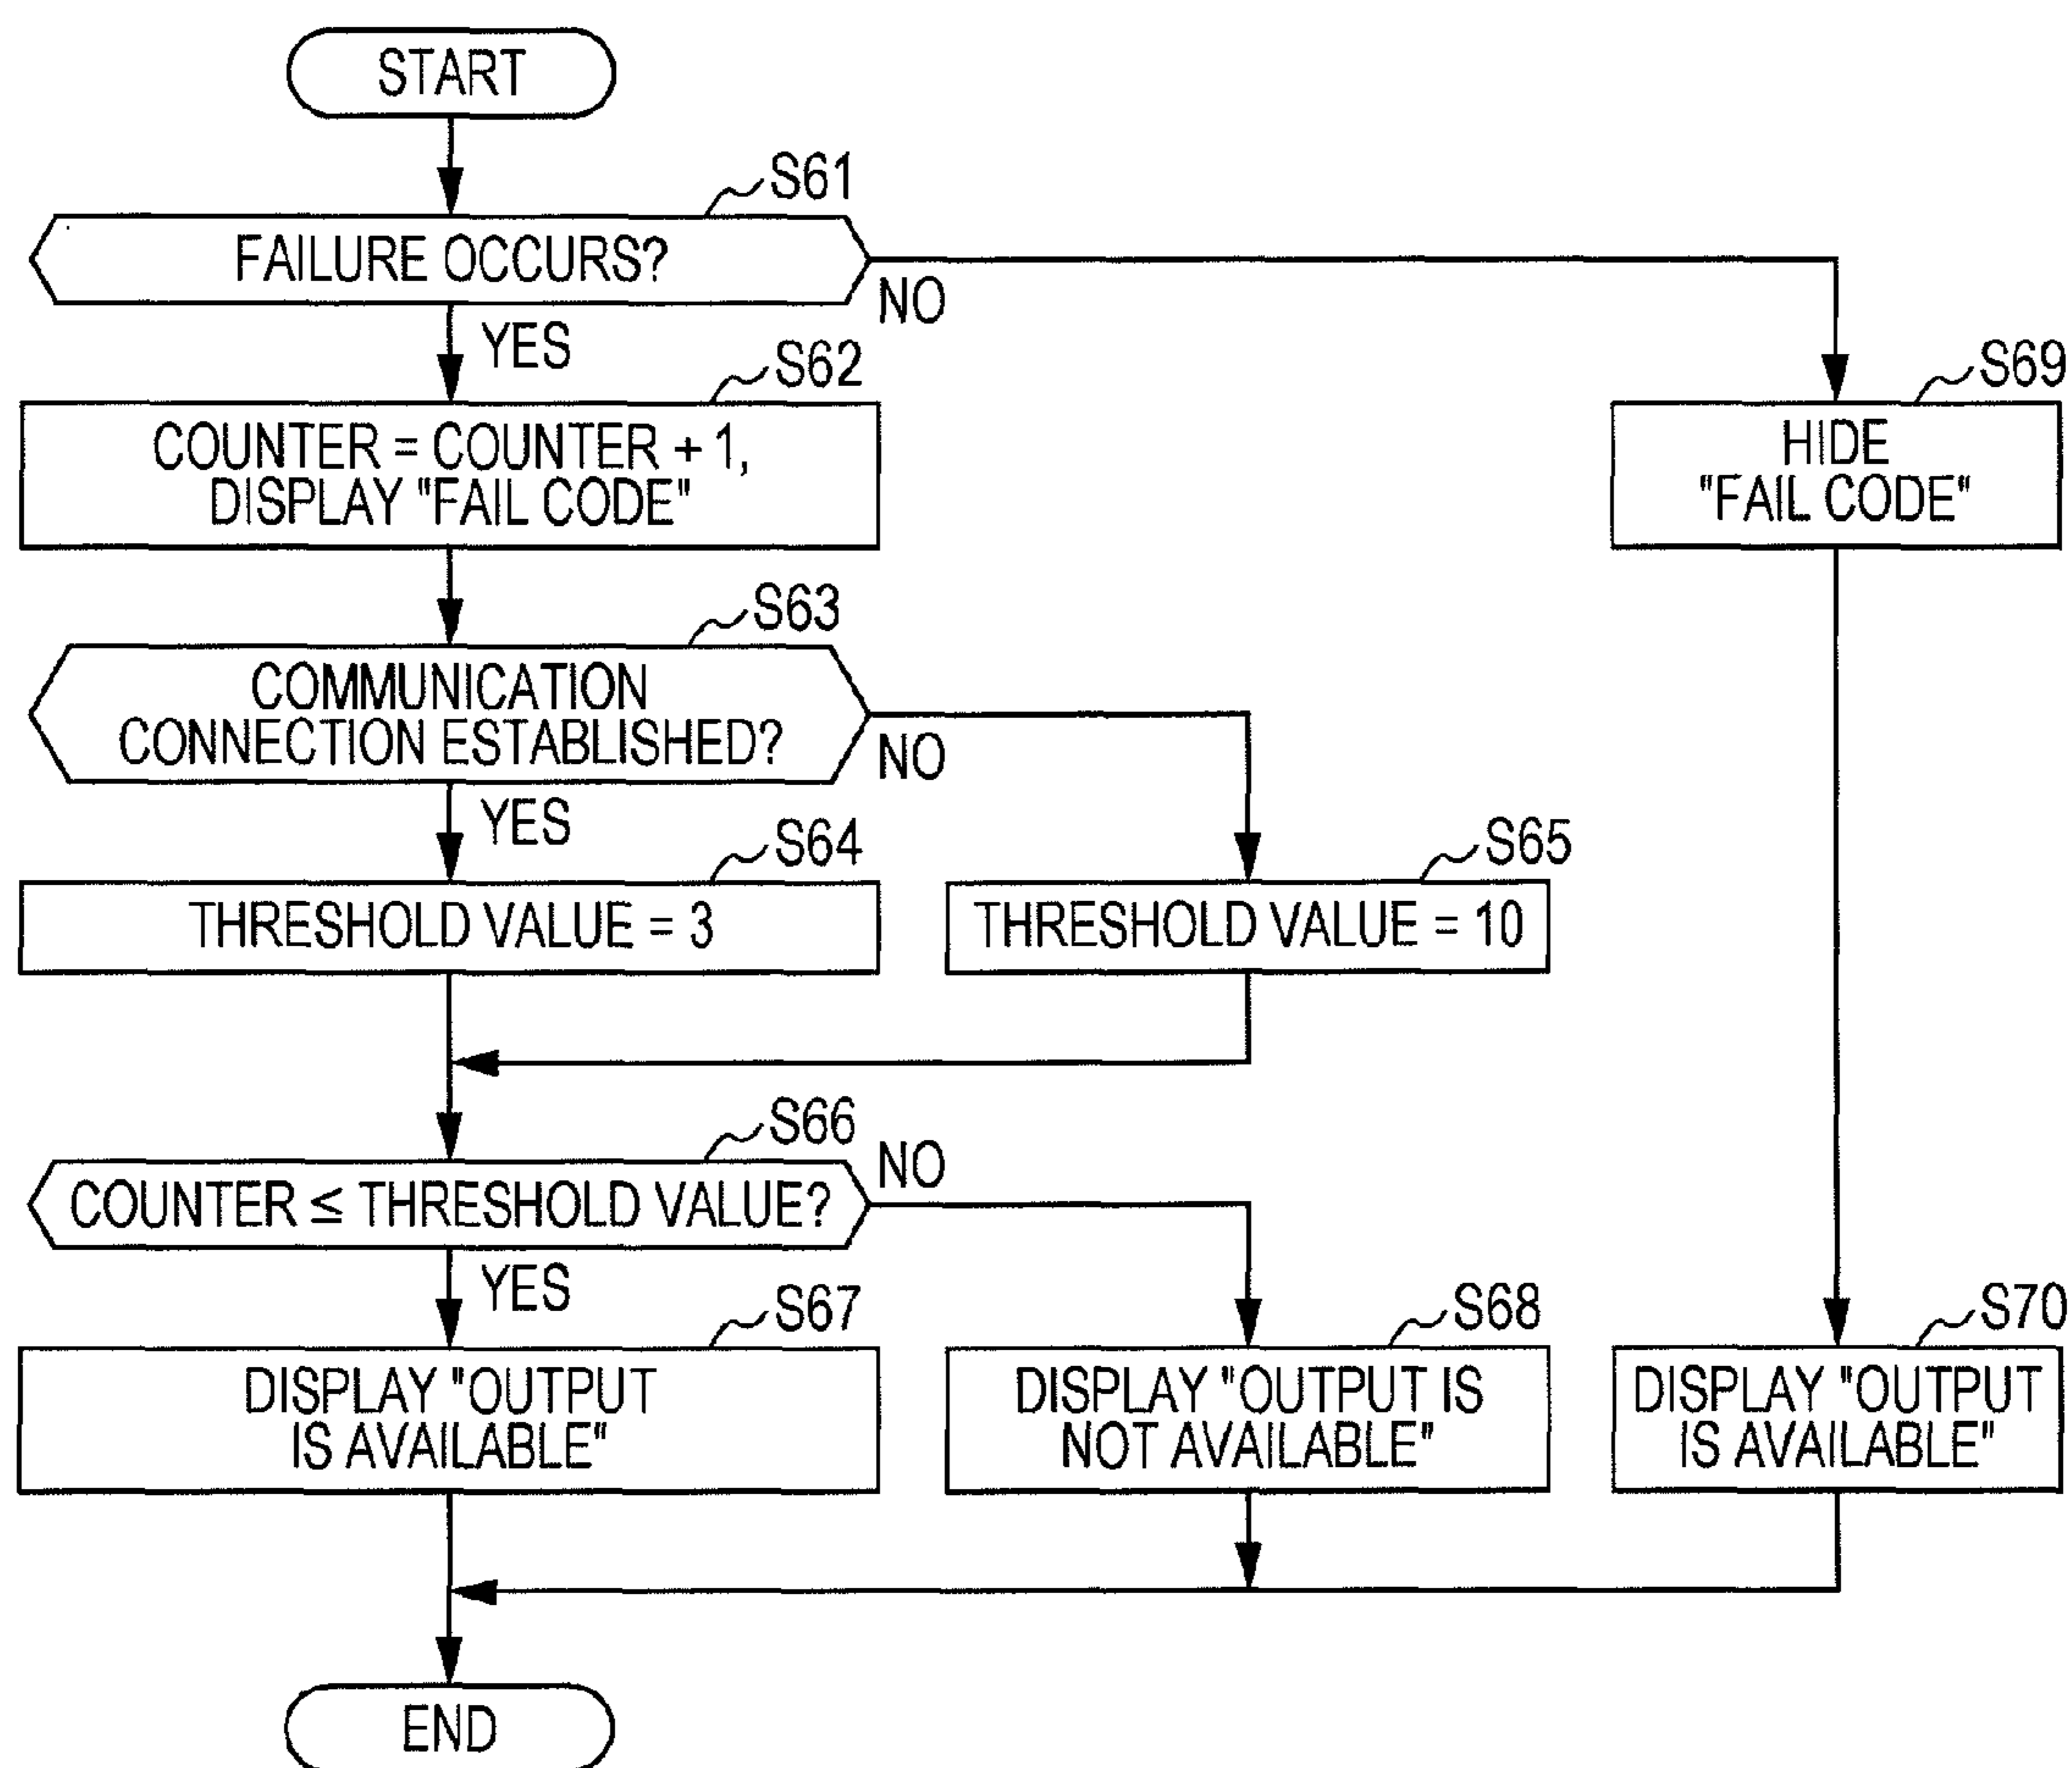 START
S61
FAILURE OCCURS?
NO
YES
S62
COUNTER = COUNTER + 1,
DISPLAY "FAIL CODE"
S69
HIDE
"FAIL CODE"
S63
COMMUNICATION
CONNECTION ESTABLISHED?
NO
YES
S64
THRESHOLD VALUE = 3
S65
THRESHOLD VALUE = 10
S66
COUNTER ≤ THRESHOLD VALUE?
NO
YES
S67
DISPLAY "OUTPUT
IS AVAILABLE"
S68
DISPLAY "OUTPUT IS
NOT AVAILABLE"
S70
DISPLAY "OUTPUT
IS AVAILABLE"
END